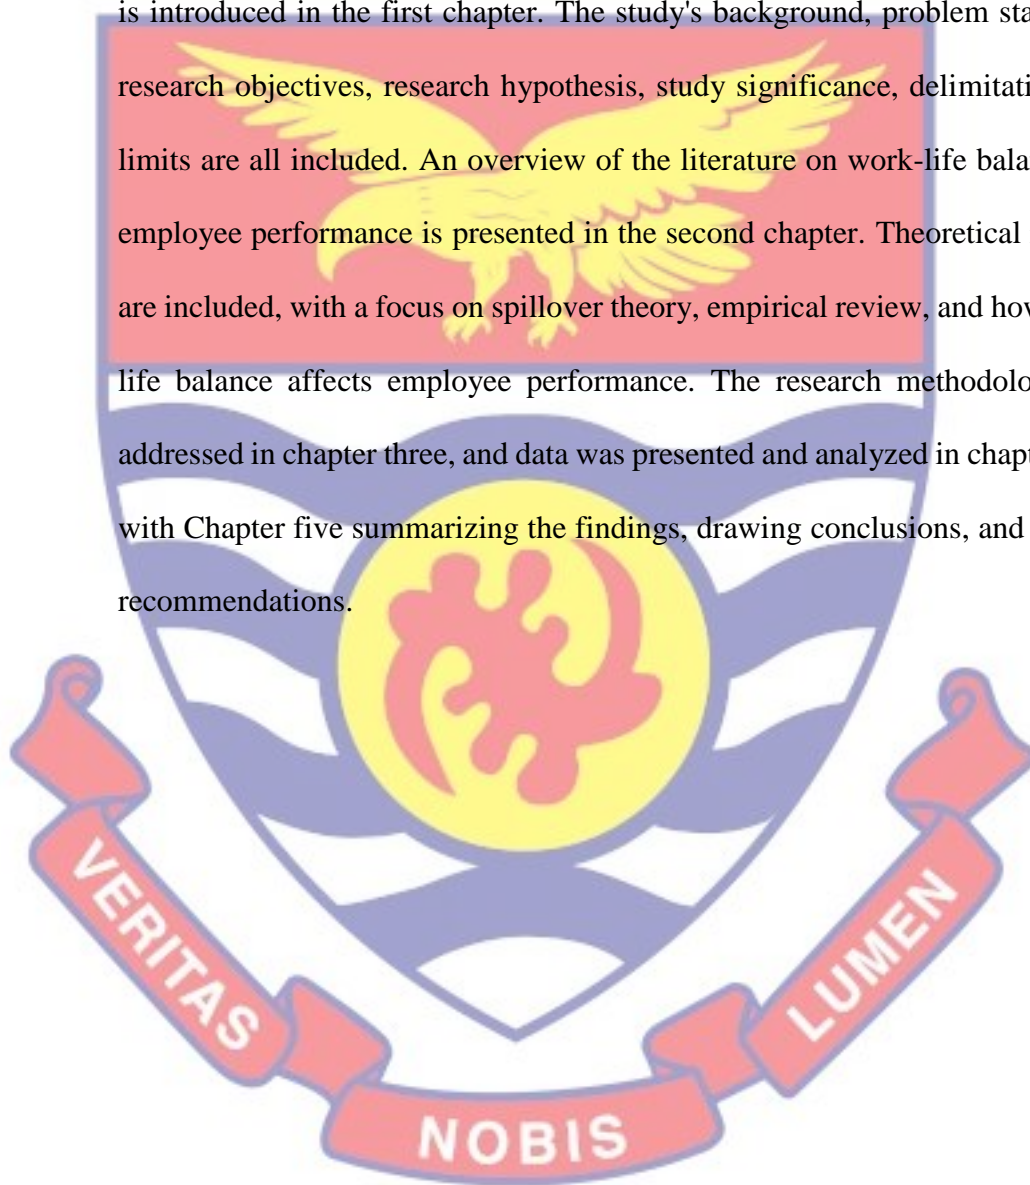 is introduced in the first chapter. The study's background, problem sta
research objectives, research hypothesis, study significance, delimitati
limits are all included. An overview of the literature on work-life bala
employee performance is presented in the second chapter. Theoretical
are included, with a focus on spillover theory, empirical review, and how
life balance affects employee performance. The research methodolo
addressed in chapter three, and data was presented and analyzed in chapt
with Chapter five summarizing the findings, drawing conclusions, and
recommendations.
VERITAS
NOBIS
LUMEN